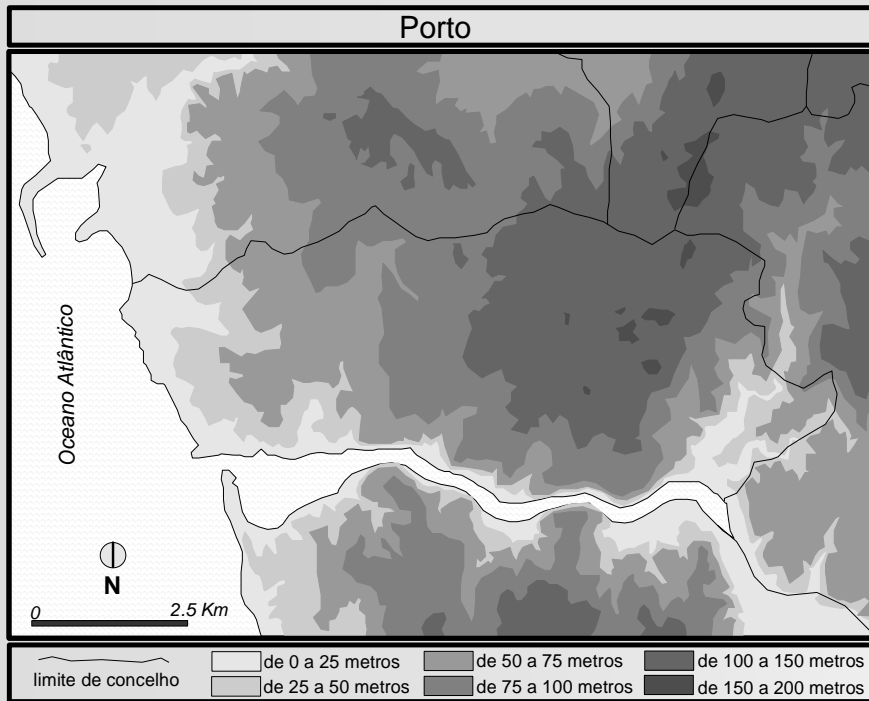 Porto
Oceano Atlântico
N
0 2.5 Km
limite de concelho
de 0 a 25 metros
de 25 a 50 metros
de 50 a 75 metros
de 75 a 100 metros
de 100 a 150 metros
de 150 a 200 metros